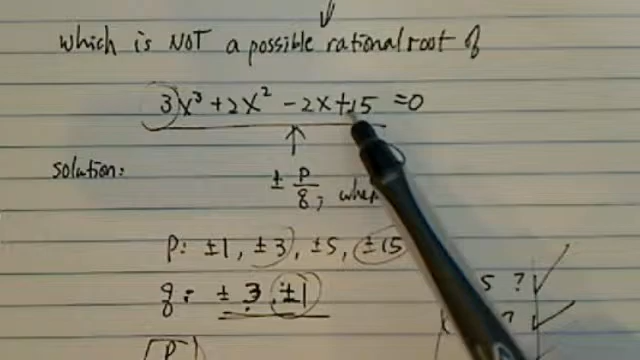 which is NOT a possible rational root of
3x³ + 2x² - 2x + 15 = 0
solution:
± p/q,
p: ±1, ±3, ±5, ±15
q: ±3, ±1
5 ?
?
p